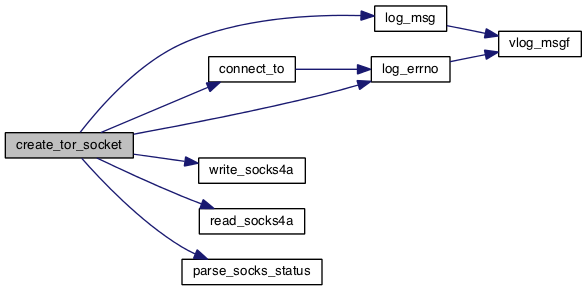 log_msg
vlog_msgf
connect_to
log_errno
create_tor_socket
write_socks4a
read_socks4a
parse_socks_status